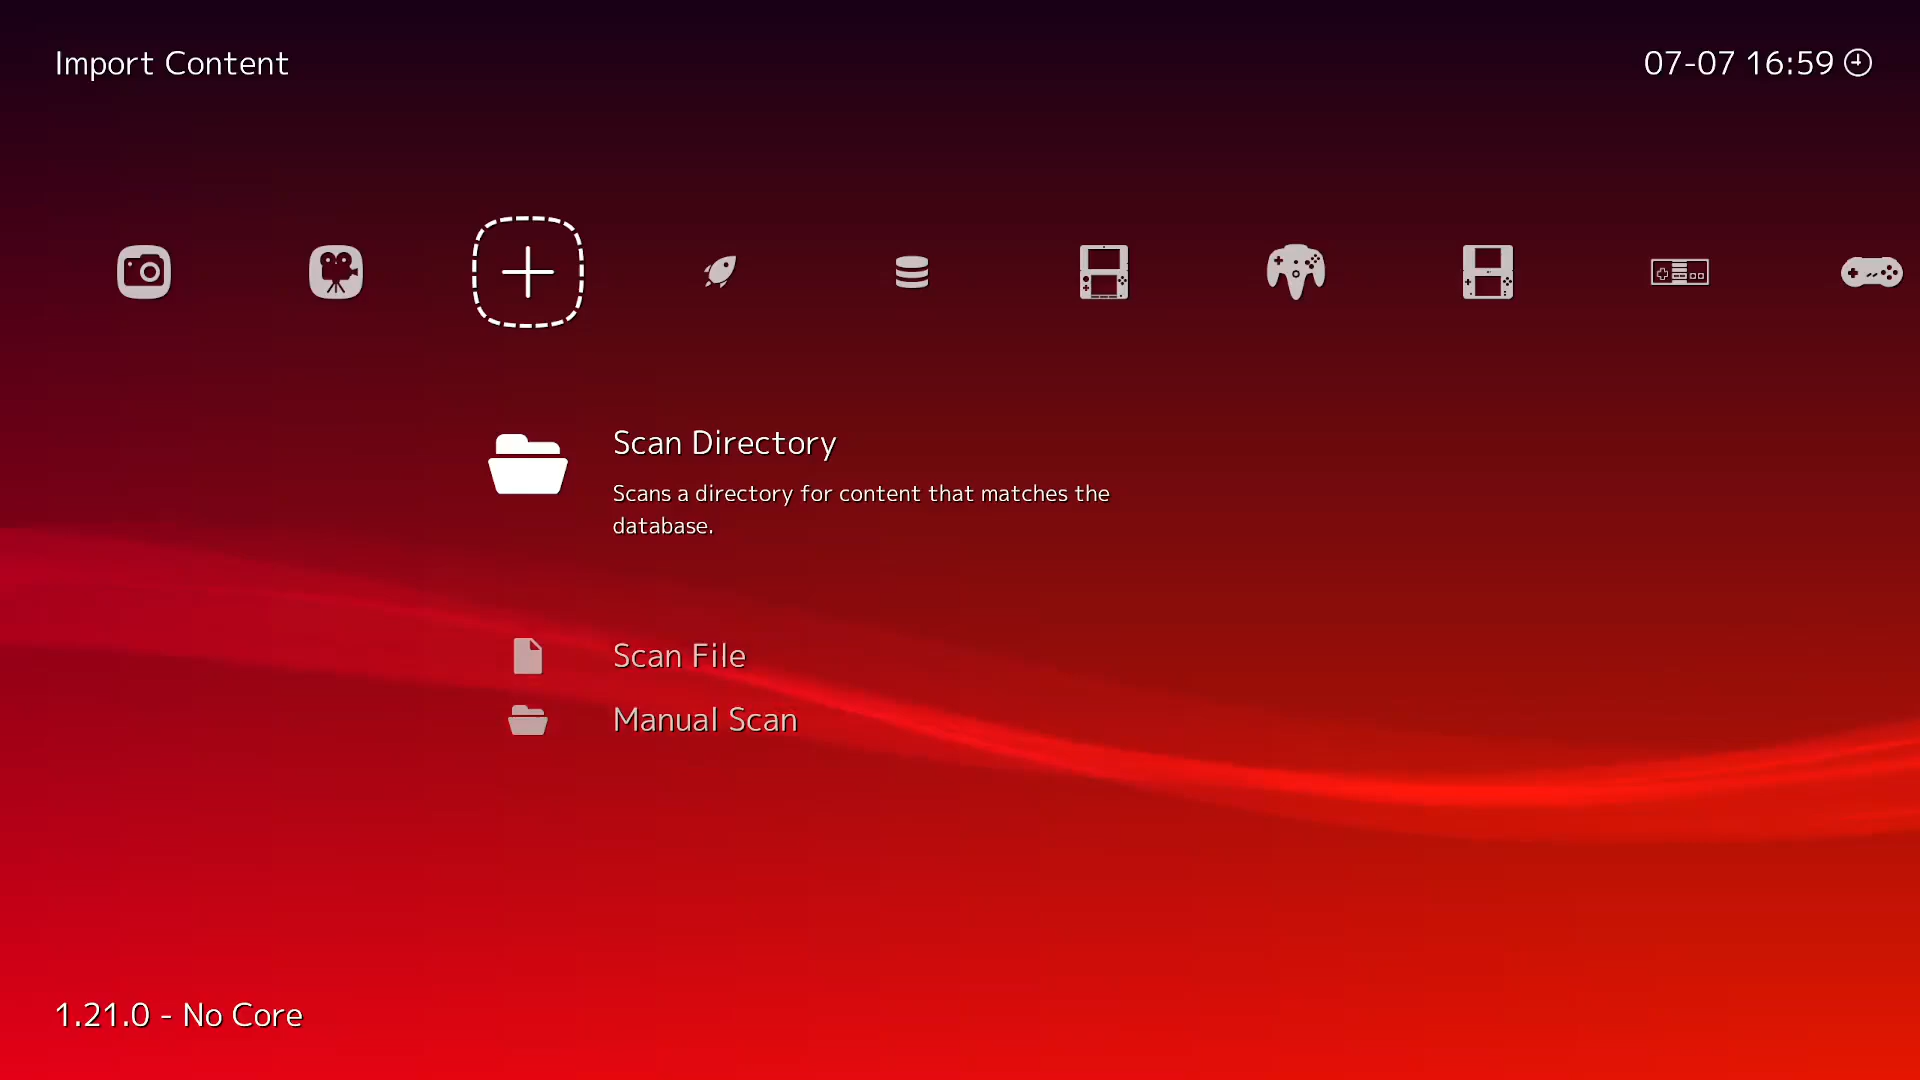 Import Content
07-07 16:59
Scan Directory
Scans a directory for content that matches the
database.
Scan File
Manual Scan
1.21.0 - No Core